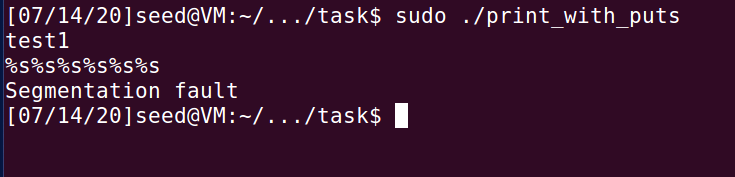 [07/14/20]seed@VM:~/.../task$ sudo ./print_with_puts
test1
%s%s%s%s%s%s
Segmentation fault
[07/14/20]seed@VM:~/.../task$